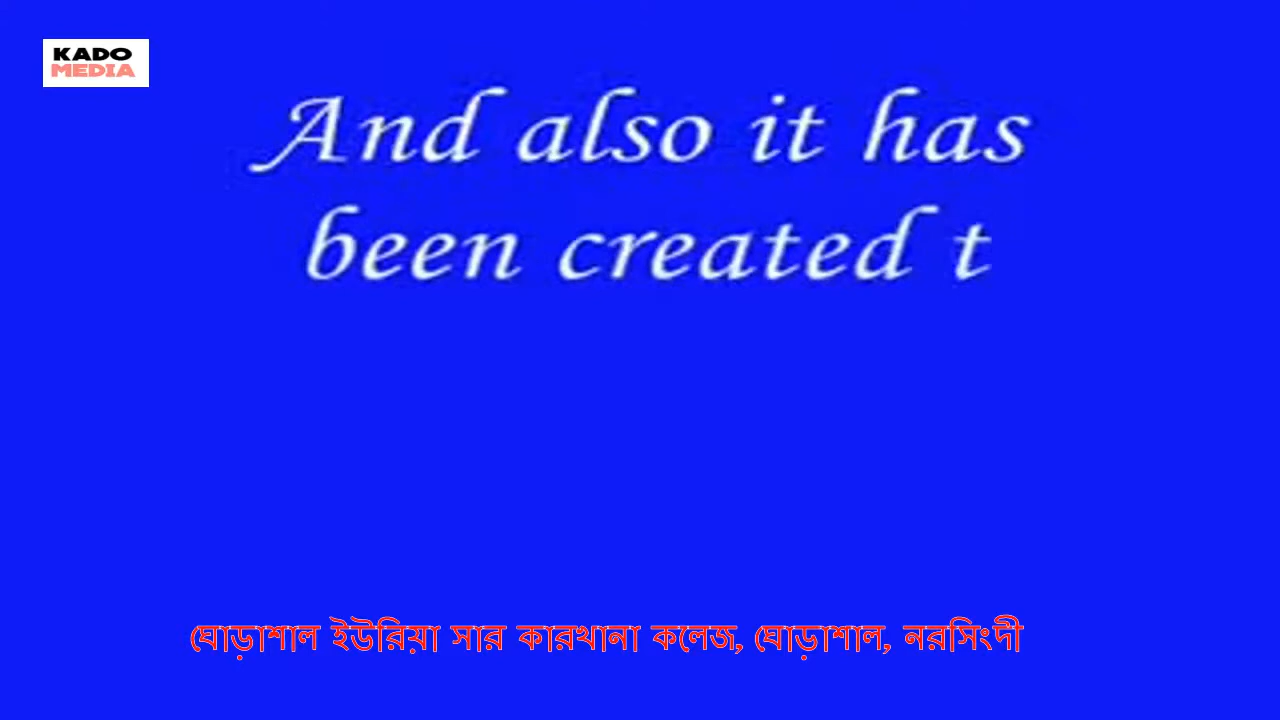 KADO
MEDIA
And also it has
been created t
ঘোড়াশাল ইউরিয়া সার কারখানা কলেজ, ঘোড়াশাল, নরসিংদী